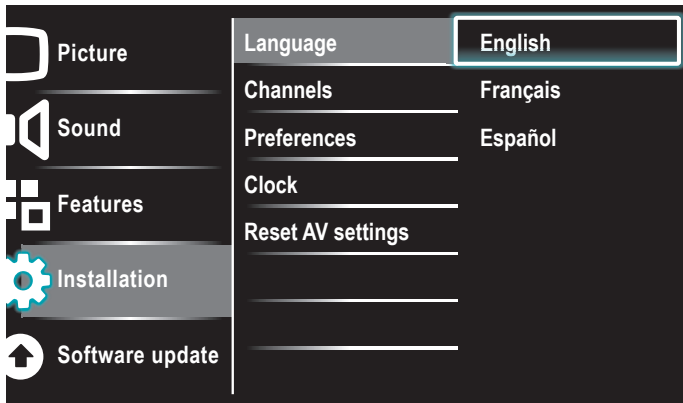 Picture
Sound
Features
Installation
Software update
Language
Channels
Preferences
Clock
Reset AV settings
English
Français
Español